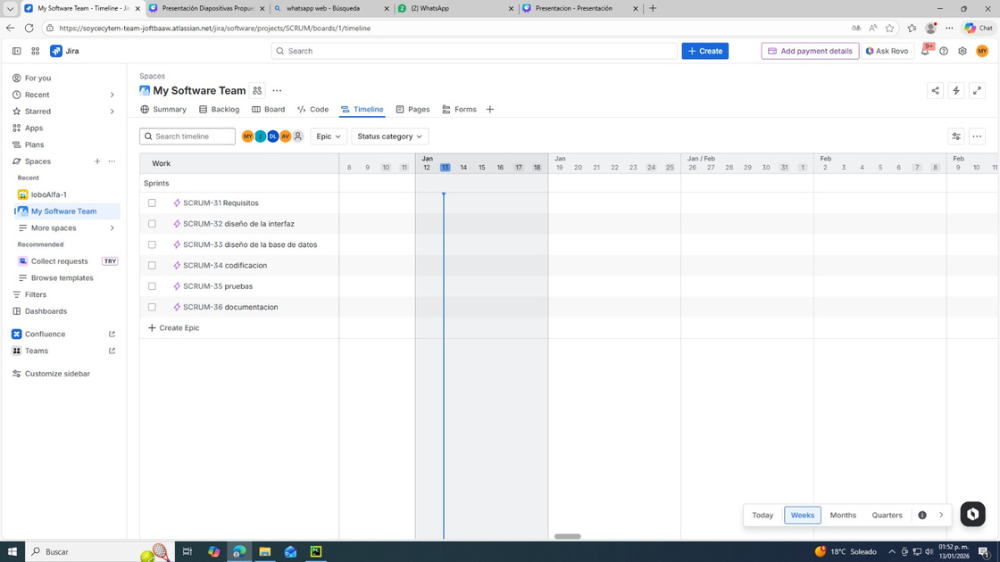 My Software Team - Timeline - Ji
Presentación Diapositivas Propue
whatsapp web - Búsqueda
(2) WhatsApp
Presentacion - Presentación
https://soycecytem-team-joftbaaw.atlassian.net/jira/software/projects/SCRUM/boards/1/timeline
Chat
Jira
Search
Create
Add payment details
Ask Rovo
9+
MY
For you
Recent
Starred
Apps
Plans
Spaces
Recent
loboAlfa-1
My Software Team
More spaces
Recommended
Collect requests TRY
Browse templates
Filters
Dashboards
Confluence
Teams
Customize sidebar
Spaces
My Software Team
Summary Backlog Board Code Timeline Pages Forms
Search timeline
MY J DL AV
Epic
Status category
Work
Jan Jan Jan / Feb Feb Feb
8 9 10 11 12 13 14 15 16 17 18 19 20 21 22 23 24 25 26 27 28 29 30 31 1 2 3 4 5 6 7 8 9 10 11
Sprints
SCRUM-31 Requisitos
SCRUM-32 diseño de la interfaz
SCRUM-33 diseño de la base de datos
SCRUM-34 codificacion
SCRUM-35 pruebas
SCRUM-36 documentacion
Create Epic
Today Weeks Months Quarters
Buscar
PC
18°C Soleado
01:52 p. m.
13/01/2026